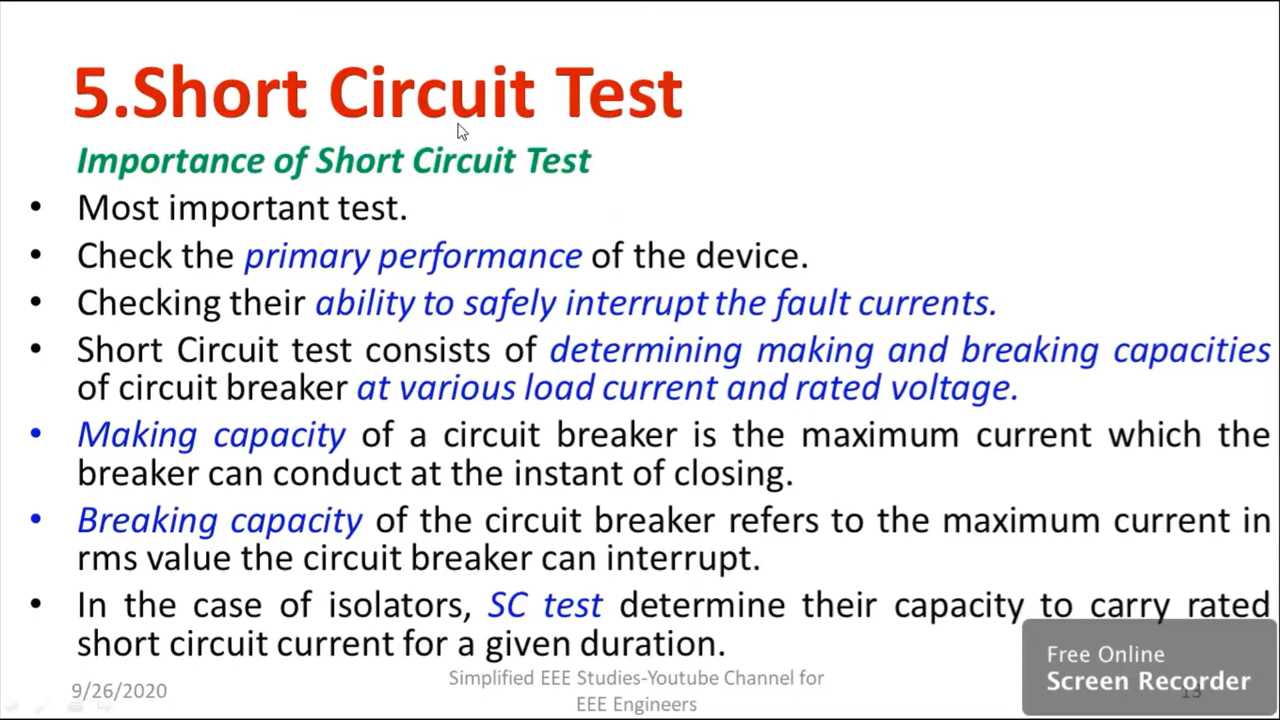 5.Short Circuit Test
Importance of Short Circuit Test
• Most important test.
• Check the primary performance of the device.
• Checking their ability to safely interrupt the fault currents.
• Short Circuit test consists of determining making and breaking capacities
of circuit breaker at various load current and rated voltage.
• Making capacity of a circuit breaker is the maximum current which the
breaker can conduct at the instant of closing.
• Breaking capacity of the circuit breaker refers to the maximum current in
rms value the circuit breaker can interrupt.
• In the case of isolators, SC test determine their capacity to carry rated
short circuit current for a given duration.
9/26/2020
Simplified EEE Studies-Youtube Channel for
EEE Engineers
Free Online
Screen Recorder